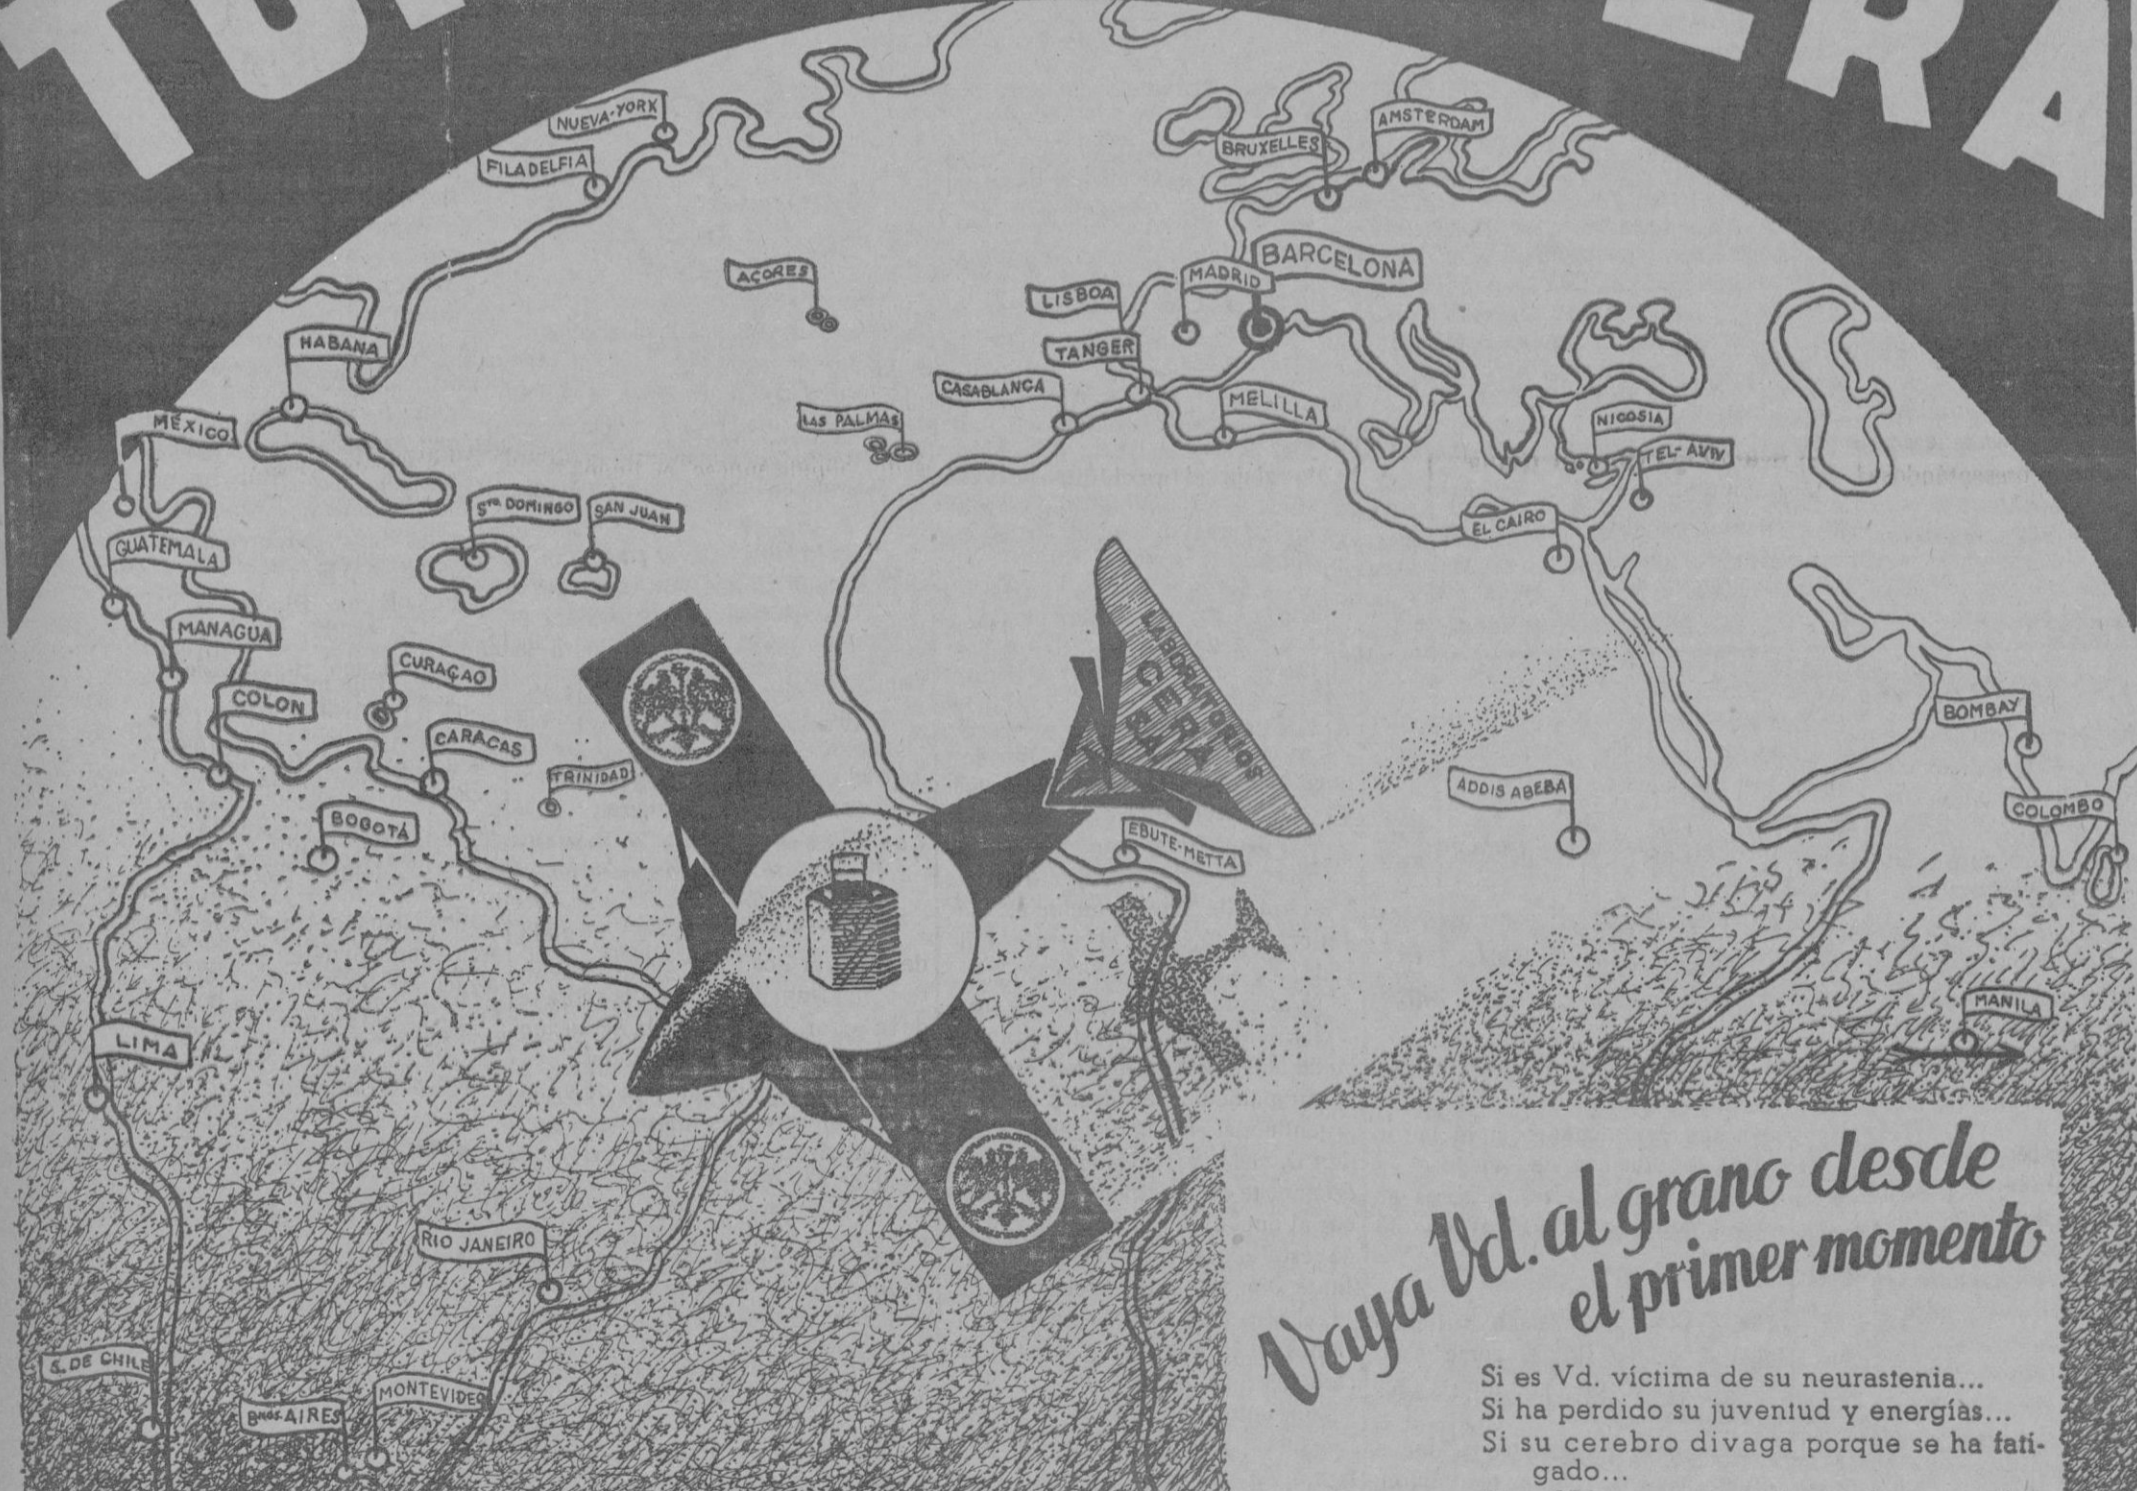 NUEVA-YORK
FILADELFIA
BRUXELLES
AMSTERDAM
AÇORES
LISBOA
MADRID
BARCELONA
HABANA
TANGER
CASABLANCA
MELILLA
LAS PALMAS
MÉXICO
NICOSIA
TEL-AVIV
Sto. DOMINGO
SAN JUAN
EL CAIRO
GUATEMALA
MANAGUA
CURAÇAO
COLON
CARACAS
TRINIDAD
BOGOTÁ
LABORATORIOS
CERA
S.A.
BOMBAY
ADDIS ABEBA
COLOMBO
EBUTE-METTA
MANILA
LIMA
RIO JANEIRO
S. DE CHILE
Bnos. AIRES
MONTEVIDEO
Vaya Vd. al grano desde
el primer momento
Si es Vd. víctima de su neurastenia...
Si ha perdido su juventud y energías...
Si su cerebro divaga porque se ha fati-
gado...